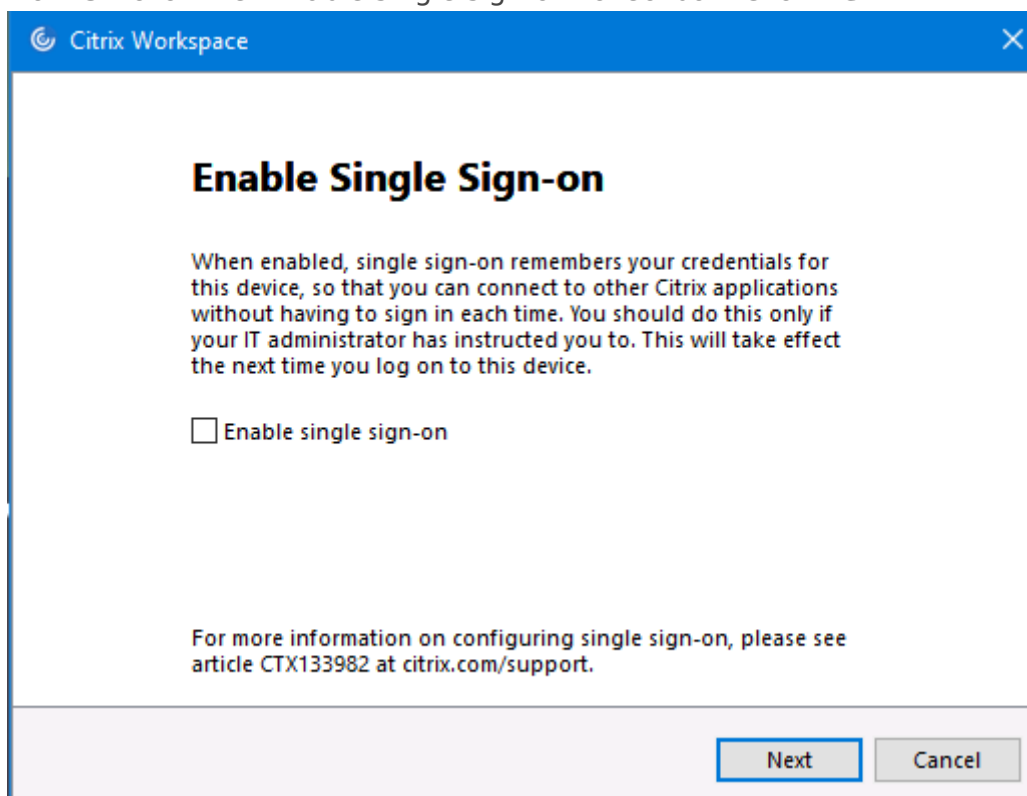 Citrix Workspace
Enable Single Sign-on
When enabled, single sign-on remembers your credentials for
this device, so that you can connect to other Citrix applications
without having to sign in each time. You should do this only if
your IT administrator has instructed you to. This will take effect
the next time you log on to this device.
Enable single sign-on
For more information on configuring single sign-on, please see
article CTX133982 at citrix.com/support.
Next
Cancel